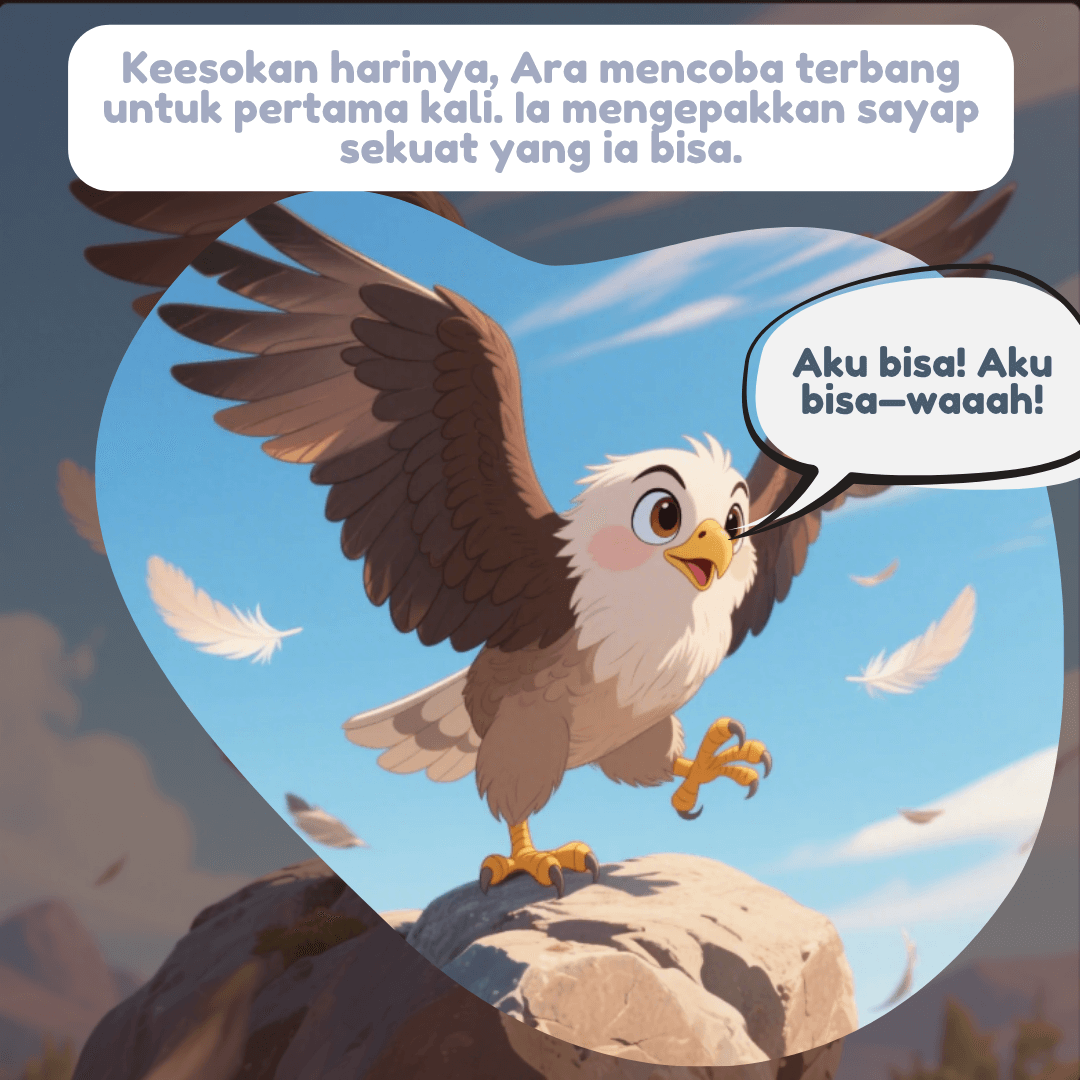 Keesokan harinya, Ara mencoba terbang
untuk pertama kali. Ia mengepakkan sayap
sekuat yang ia bisa.
Aku bisa! Aku
bisa—waaah!